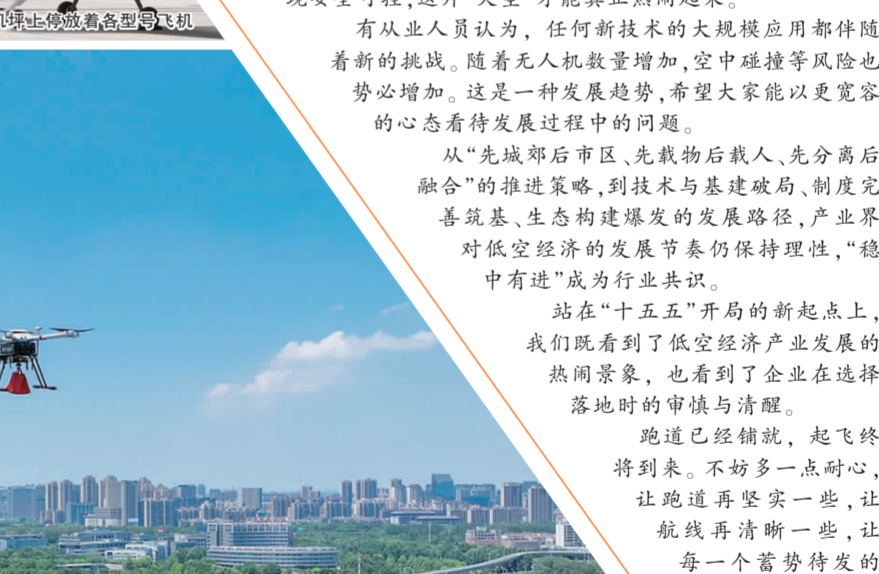 机坪上停放着各型号飞机
有从业人员认为，任何新技术的大规模应用都伴随
着新的挑战。随着无人机数量增加，空中碰撞等风险也
势必增加。这是一种发展趋势，希望大家能以更宽容
的心态看待发展过程中的问题。
从“先城郊后市区、先载物后载人、先分离后
融合”的推进策略，到技术与基建破局、制度完
善筑基、生态构建爆发的发展路径，产业界
对低空经济的发展节奏仍保持理性，“稳
中有进”成为行业共识。
站在“十五五”开局的新起点上，
我们既看到了低空经济产业发展的
热闹景象，也看到了企业在选择
落地时的审慎与清醒。
跑道已经铺就，起飞终
将到来。不妨多一点耐心，
让跑道再坚实一些，让
航线再清晰一些，让
每一个蓄势待发的